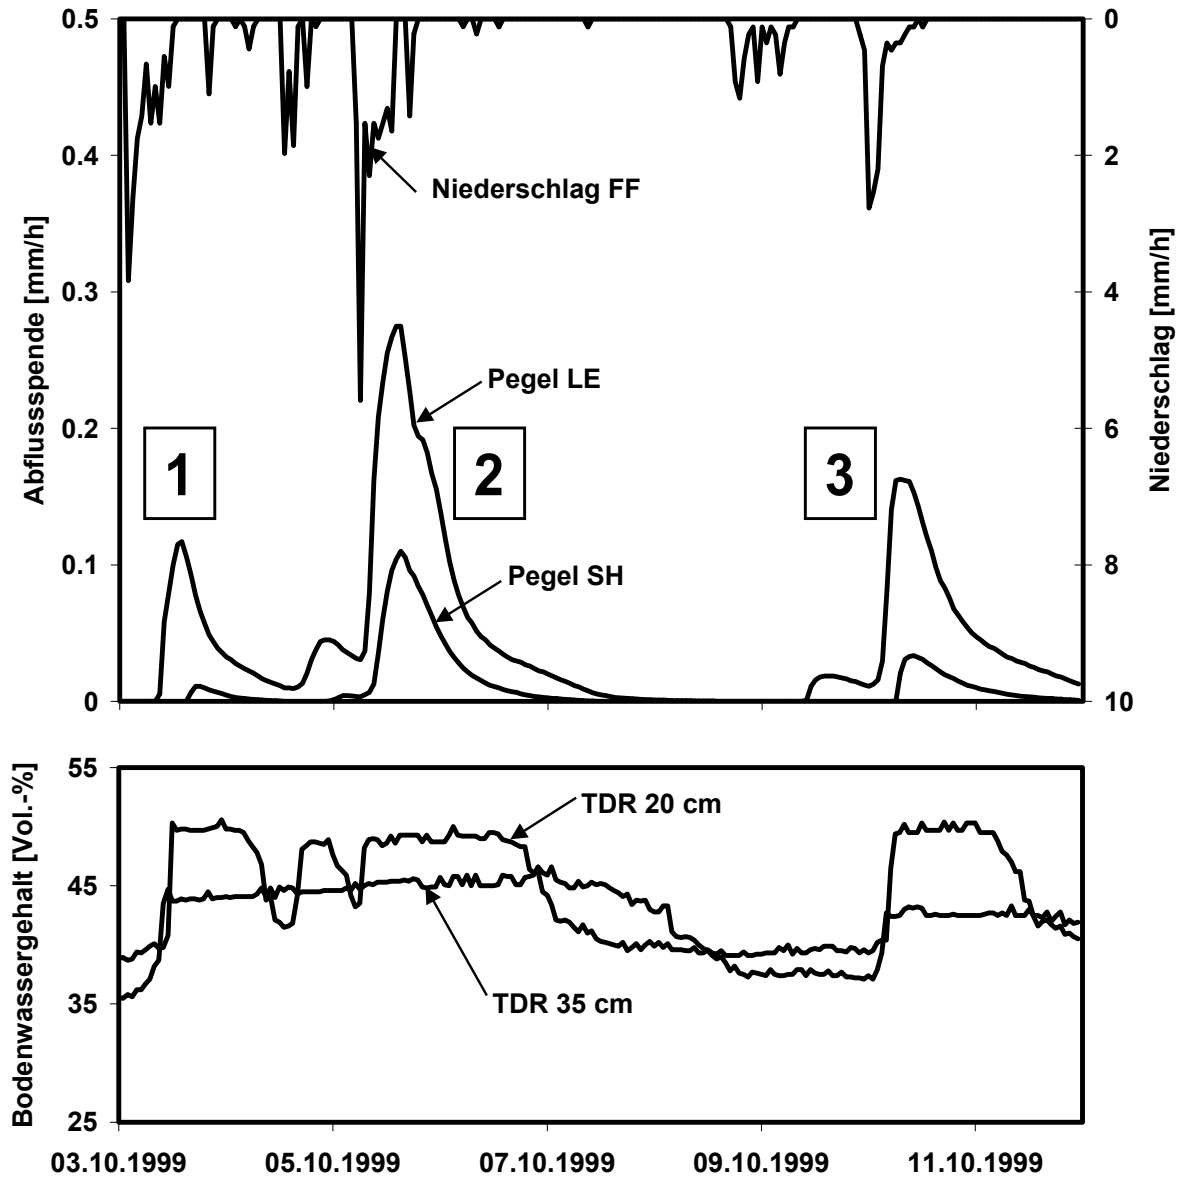 0.5
0.4
0.3
0.2
0.1
0
Abflussspende [mm/h]
0
2
4
6
8
10
Niederschlag [mm/h]
Niederschlag FF
Pegel LE
Pegel SH
1
2
3
55
45
35
25
Bodenwassergehalt [Vol.-%]
TDR 20 cm
TDR 35 cm
03.10.1999 05.10.1999 07.10.1999 09.10.1999 11.10.1999